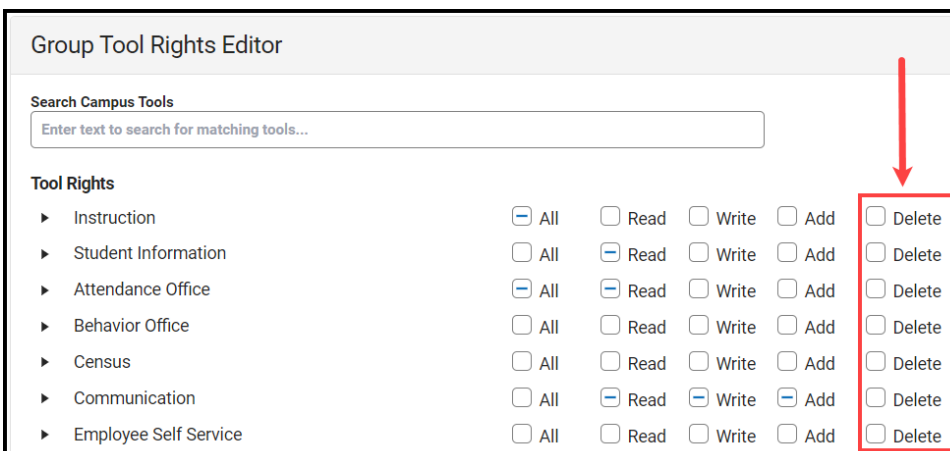 Group Tool Rights Editor
Search Campus Tools
Enter text to search for matching tools...
Tool Rights
Instruction All Read Write Add Delete
Student Information All Read Write Add Delete
Attendance Office All Read Write Add Delete
Behavior Office All Read Write Add Delete
Census All Read Write Add Delete
Communication All Read Write Add Delete
Employee Self Service All Read Write Add Delete